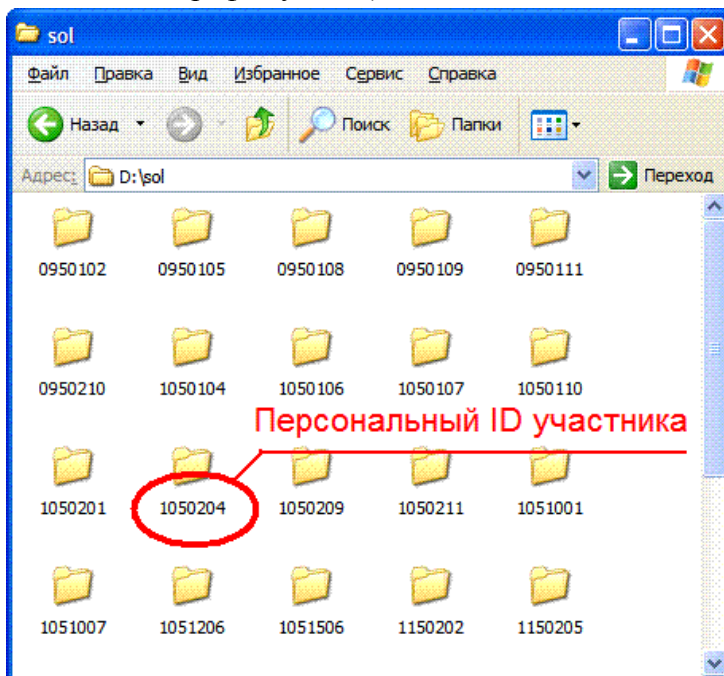 sol
Файл Правка Вид Избранное Сервис Справка
Назад Поиск Папки
Адрес: D:\sol Переход
0950102 0950105 0950108 0950109 0950111
0950210 1050104 1050106 1050107 1050110
Персональный ID участника
1050201 1050204 1050209 1050211 1051001
1051007 1051206 1051506 1150202 1150205